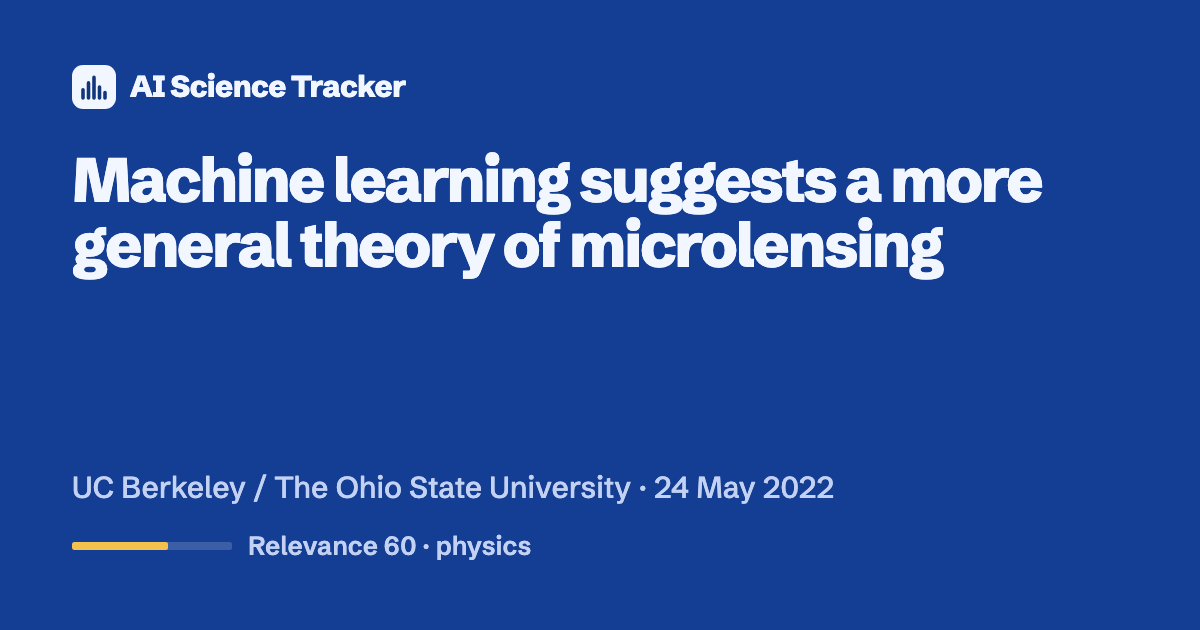 AI Science Tracker
Machine learning suggests a more
general theory of microlensing
UC Berkeley / The Ohio State University · 24 May 2022
Relevance 60 · physics